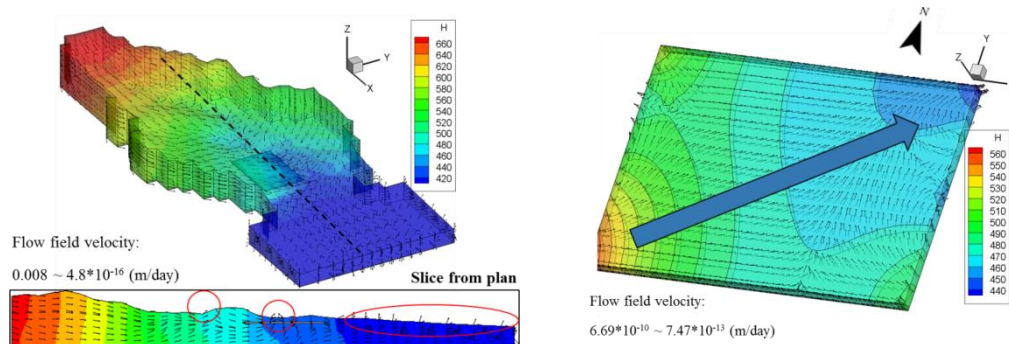 H
660
640
620
600
580
560
540
520
500
480
460
440
420
Z
Y
X
Flow field velocity:
0.008 ~ 4.8*10⁻¹⁶ (m/day)
Slice from plan
N
Z
Y
H
560
550
540
530
520
510
500
490
480
470
460
450
440
Flow field velocity:
6.69*10⁻¹⁰ ~ 7.47*10⁻¹³ (m/day)